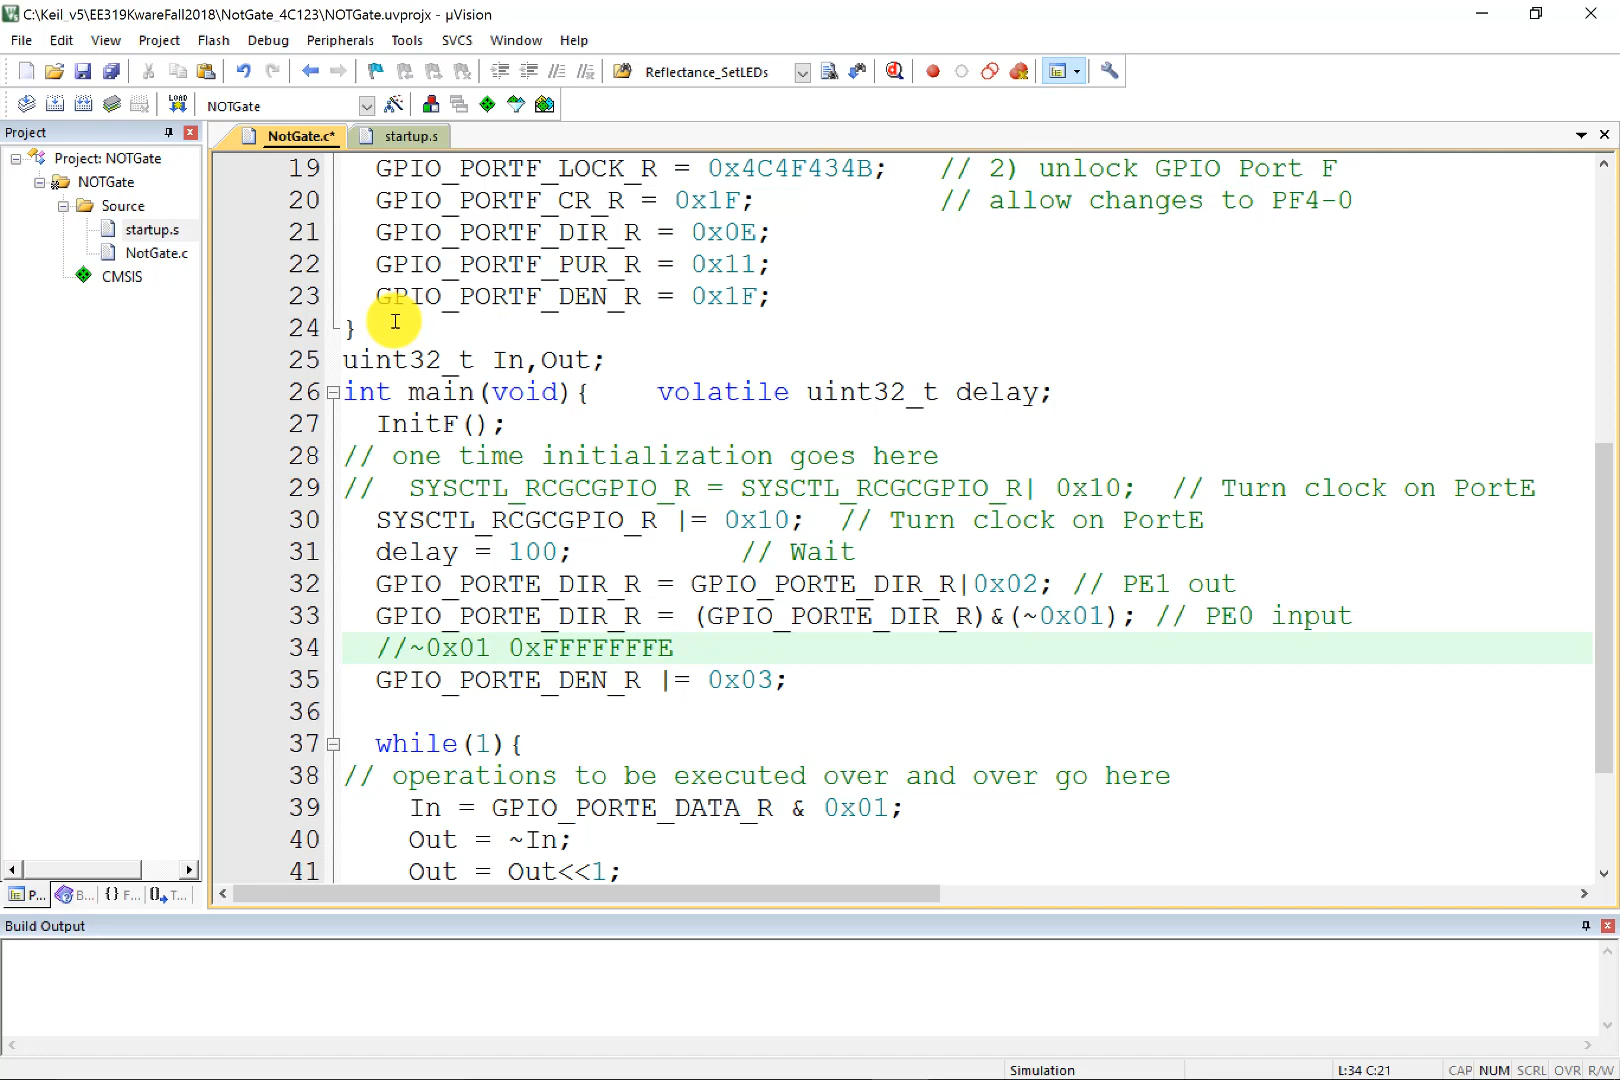 C:\Keil_v5\EE319KwareFall2018\NotGate_4C123\NOTGate.uvprojx - µVision
File Edit View Project Flash Debug Peripherals Tools SVCS Window Help
Reflectance_SetLEDs
LOAD NOTGate
Project
NotGate.c* startup.s
Project: NOTGate
NOTGate
Source
startup.s
NotGate.c
CMSIS
19 GPIO_PORTF_LOCK_R = 0x4C4F434B; // 2) unlock GPIO Port F
20 GPIO_PORTF_CR_R = 0x1F; // allow changes to PF4-0
21 GPIO_PORTF_DIR_R = 0x0E;
22 GPIO_PORTF_PUR_R = 0x11;
23 GPIO_PORTF_DEN_R = 0x1F;
24 }
25 uint32_t In,Out;
26 int main(void){ volatile uint32_t delay;
27 InitF();
28 // one time initialization goes here
29 // SYSCTL_RCGCGPIO_R = SYSCTL_RCGCGPIO_R| 0x10; // Turn clock on PortE
30 SYSCTL_RCGCGPIO_R |= 0x10; // Turn clock on PortE
31 delay = 100; // Wait
32 GPIO_PORTE_DIR_R = GPIO_PORTE_DIR_R|0x02; // PE1 out
33 GPIO_PORTE_DIR_R = (GPIO_PORTE_DIR_R)&(~0x01); // PE0 input
34 //~0x01 0xFFFFFFFE
35 GPIO_PORTE_DEN_R |= 0x03;
36
37 while(1){
38 // operations to be executed over and over go here
39 In = GPIO_PORTE_DATA_R & 0x01;
40 Out = ~In;
41 Out = Out<<1;
P... B... {} F... T...
Build Output
Simulation L:34 C:21 CAP NUM SCRL OVR R/W